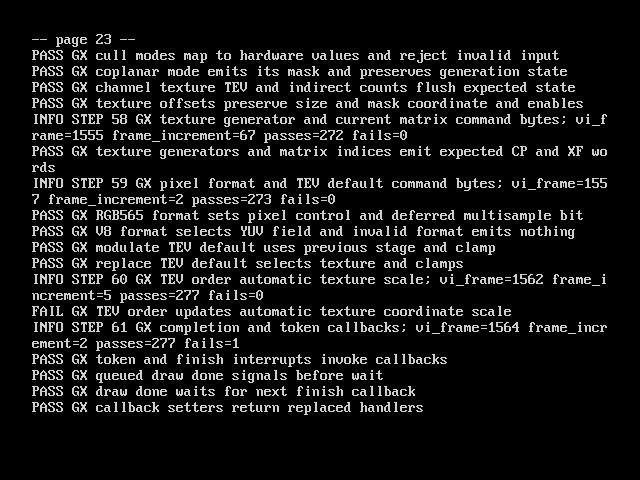 -- page 23 --
PASS GX cull modes map to hardware values and reject invalid input
PASS GX coplanar mode emits its mask and preserves generation state
PASS GX channel texture TEV and indirect counts flush expected state
PASS GX texture offsets preserve size and mask coordinate and enables
INFO STEP 58 GX texture generator and current matrix command bytes; vi_f
rame=1555 frame_increment=67 passes=272 fails=0
PASS GX texture generators and matrix indices emit expected CP and XF wo
rds
INFO STEP 59 GX pixel format and TEV default command bytes; vi_frame=155
7 frame_increment=2 passes=273 fails=0
PASS GX RGB565 format sets pixel control and deferred multisample bit
PASS GX V8 format selects YUV field and invalid format emits nothing
PASS GX modulate TEV default uses previous stage and clamp
PASS GX replace TEV default selects texture and clamps
INFO STEP 60 GX TEV order automatic texture scale; vi_frame=1562 frame_i
ncrement=5 passes=277 fails=0
FAIL GX TEV order updates automatic texture coordinate scale
INFO STEP 61 GX completion and token callbacks; vi_frame=1564 frame_incr
ement=2 passes=277 fails=1
PASS GX token and finish interrupts invoke callbacks
PASS GX queued draw done signals before wait
PASS GX draw done waits for next finish callback
PASS GX callback setters return replaced handlers